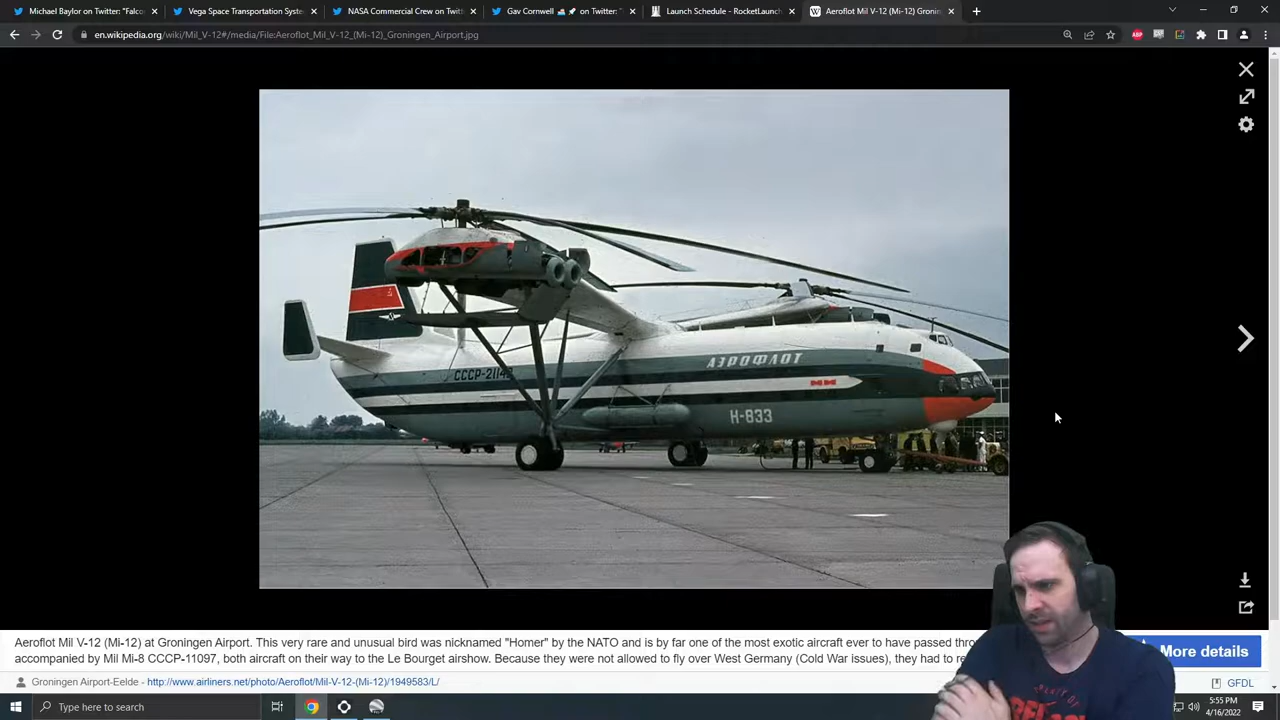 Michael Baylor on Twitter: "Falco
Vega Space Transportation Syste
NASA Commercial Crew on Twitt
Gav Cornwell on Twitter: "
Launch Schedule - RocketLaunch
Aeroflot Mil V-12 (Mi-12) Groning
en.wikipedia.org/wiki/Mil_V-12#/media/File:Aeroflot_Mil_V-12_(Mi-12)_Groningen_Airport.jpg
ABP
АЭРОФЛОТ
CCCP-2114
H-833
Aeroflot Mil V-12 (Mi-12) at Groningen Airport. This very rare and unusual bird was nicknamed "Homer" by the NATO and is by far one of the most exotic aircraft ever to have passed thro
More details
accompanied by Mil Mi-8 CCCP-11097, both aircraft on their way to the Le Bourget airshow. Because they were not allowed to fly over West Germany (Cold War issues), they had to re
Groningen Airport-Eelde - http://www.airliners.net/photo/Aeroflot/Mil-V-12-(Mi-12)/1949583/L/
GFDL
Type here to search
5:55 PM
4/16/2022